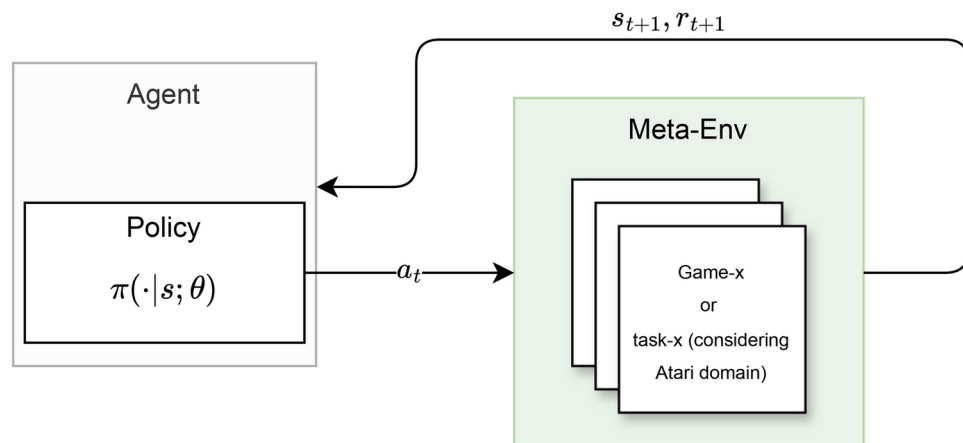 s_{t+1}, r_{t+1}
Agent
Meta-Env
Policy
π(·|s; θ)
a_t
Game-x
or
task-x (considering
Atari domain)